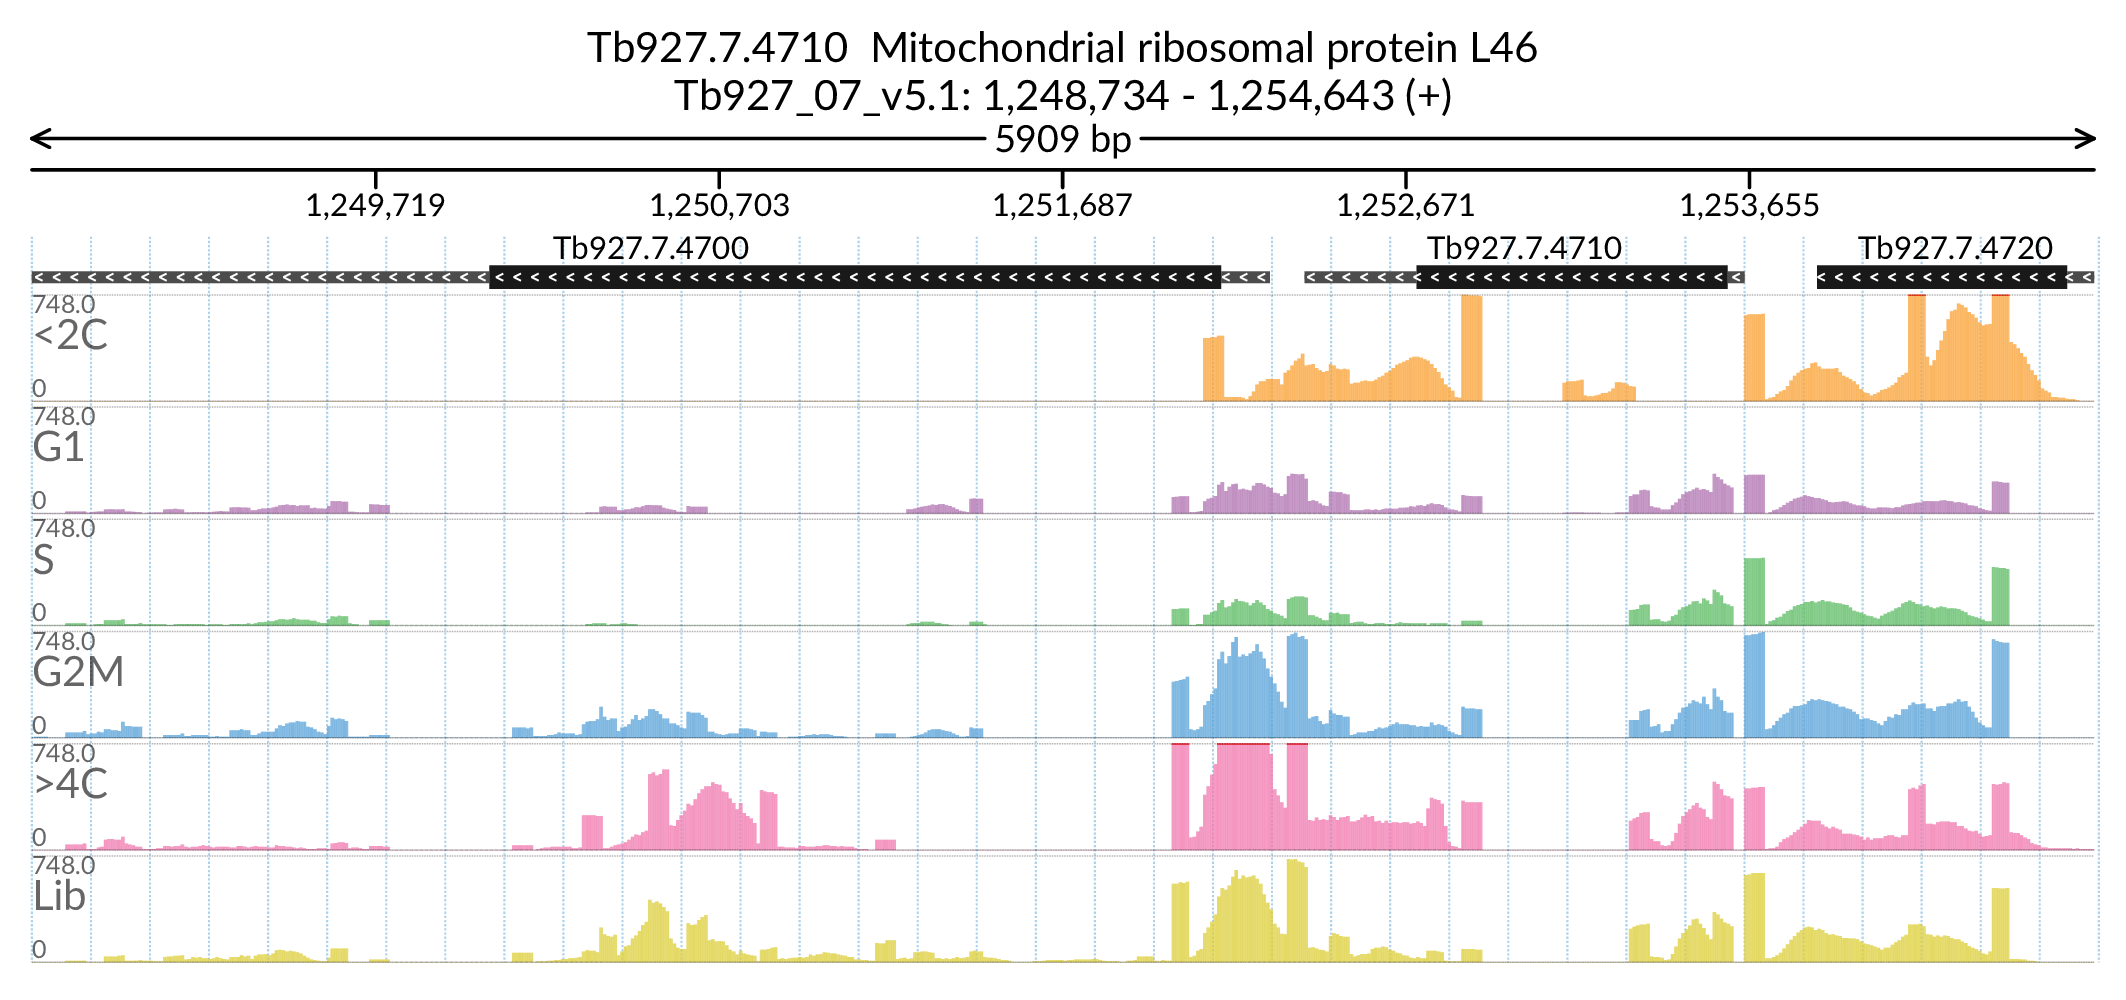 Tb927.7.4710  Mitochondrial ribosomal protein L46
Tb927_07_v5.1: 1,248,734 - 1,254,643 (+)
5909 bp
1,249,719 1,250,703 1,251,687 1,252,671 1,253,655
Tb927.7.4700 Tb927.7.4710 Tb927.7.4720
748.0
<2C
0
748.0
G1
0
748.0
S
0
748.0
G2M
0
748.0
>4C
0
748.0
Lib
0